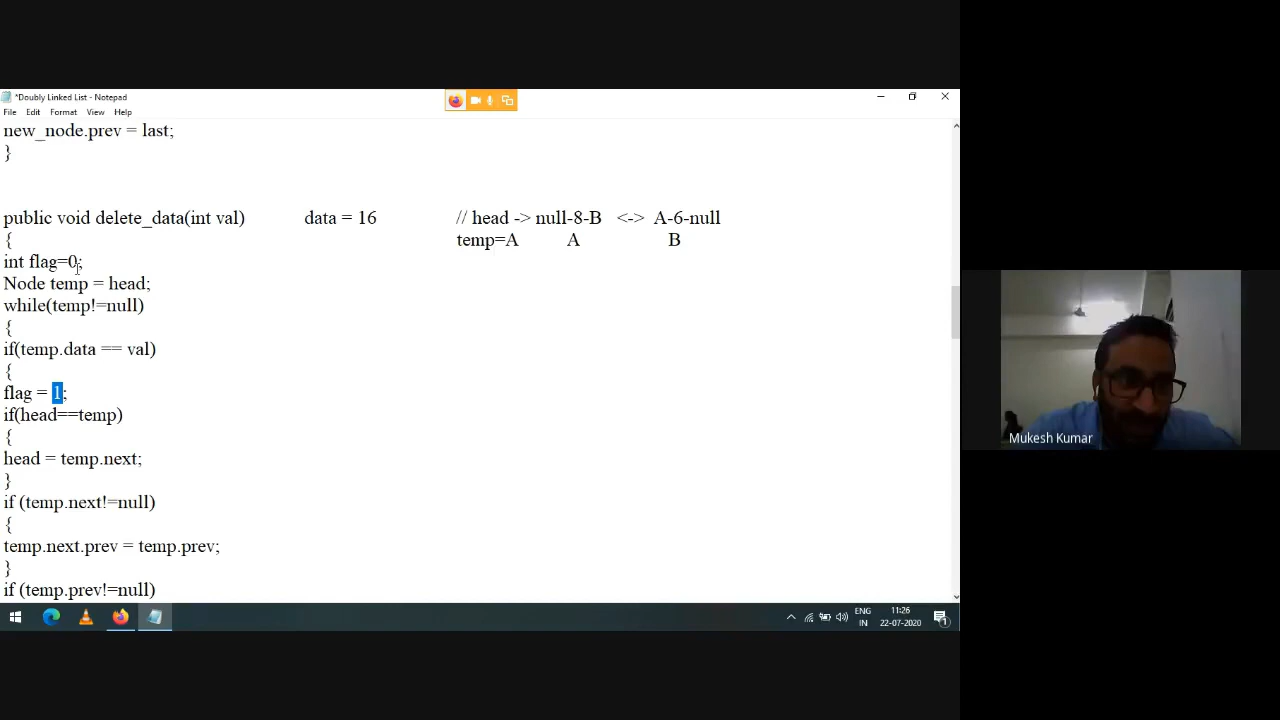 *Doubly Linked List - Notepad
File Edit Format View Help
new_node.prev = last;
}
public void delete_data(int val) data = 16 // head -> null-8-B <-> A-6-null
{ temp=A A B
int flag=0;
Node temp = head;
while(temp!=null)
{
if(temp.data == val)
{
flag = 1;
if(head==temp)
{
head = temp.next;
}
if (temp.next!=null)
{
temp.next.prev = temp.prev;
}
if (temp.prev!=null)
Mukesh Kumar
ENG 11:26
IN 22-07-2020
1